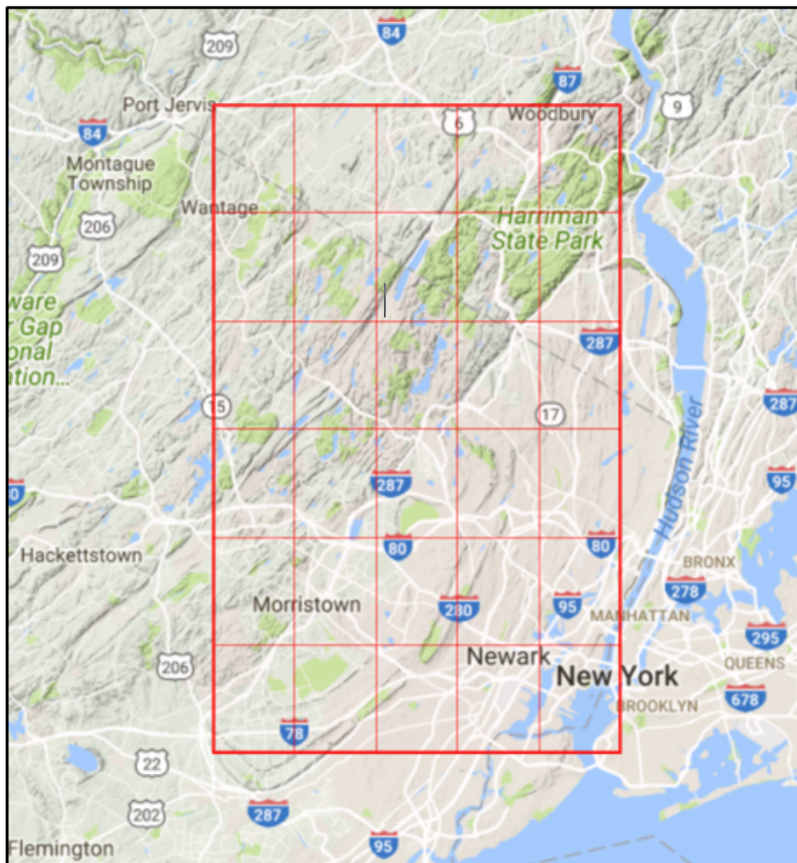 209
84
87
Port Jervis
6
Woodbury
9
84
Montague
Township
Wantage
206
Harriman
State Park
209
ware
Gap
onal
ation...
287
15
17
287
Hudson River
287
95
0
80
80
Hackettstown
BRONX
278
Morristown
280
95
MANHATTAN
295
206
Newark
QUEENS
New York
678
BROOKLYN
78
22
202
287
95
Flemington